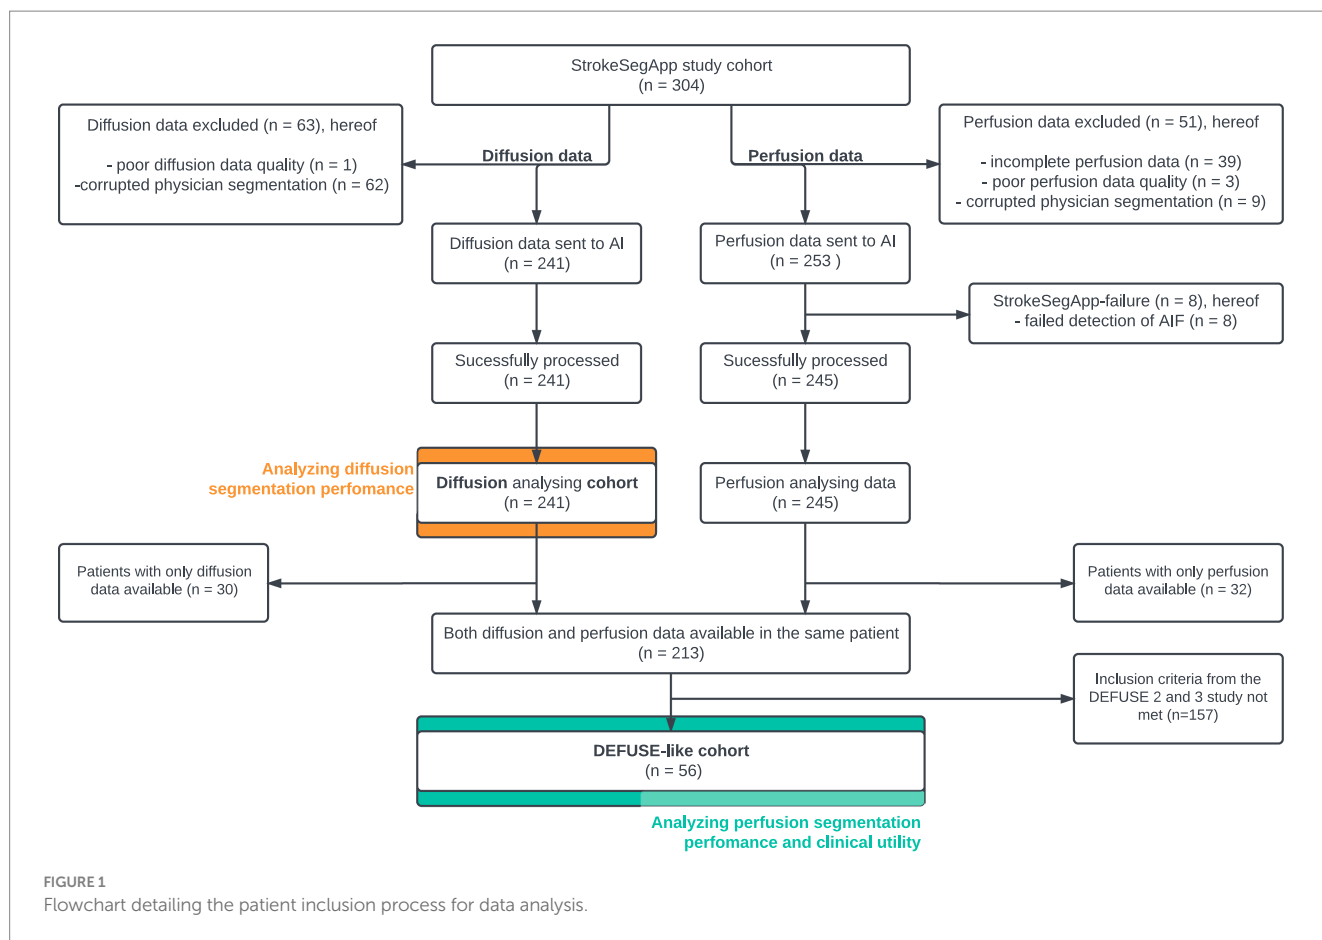 StrokeSegApp study cohort
(n = 304)
Diffusion data excluded (n = 63), hereof
- poor diffusion data quality (n = 1)
-corrupted physician segmentation (n = 62)
Diffusion data
Perfusion data
Perfusion data excluded (n = 51), hereof
- incomplete perfusion data (n = 39)
- poor perfusion data quality (n = 3)
- corrupted physician segmentation (n = 9)
Diffusion data sent to AI
(n = 241)
Perfusion data sent to AI
(n = 253 )
StrokeSegApp-failure (n = 8), hereof
- failed detection of AIF (n = 8)
Sucessfully processed
(n = 241)
Sucessfully processed
(n = 245)
Analyzing diffusion
segmentation perfomance
Diffusion analysing cohort
(n = 241)
Perfusion analysing data
(n = 245)
Patients with only diffusion
data available (n = 30)
Patients with only perfusion
data available (n = 32)
Both diffusion and perfusion data available in the same patient
(n = 213)
Inclusion criteria from the
DEFUSE 2 and 3 study not
met (n=157)
DEFUSE-like cohort
(n = 56)
Analyzing perfusion segmentation
perfomance and clinical utility
FIGURE 1
Flowchart detailing the patient inclusion process for data analysis.